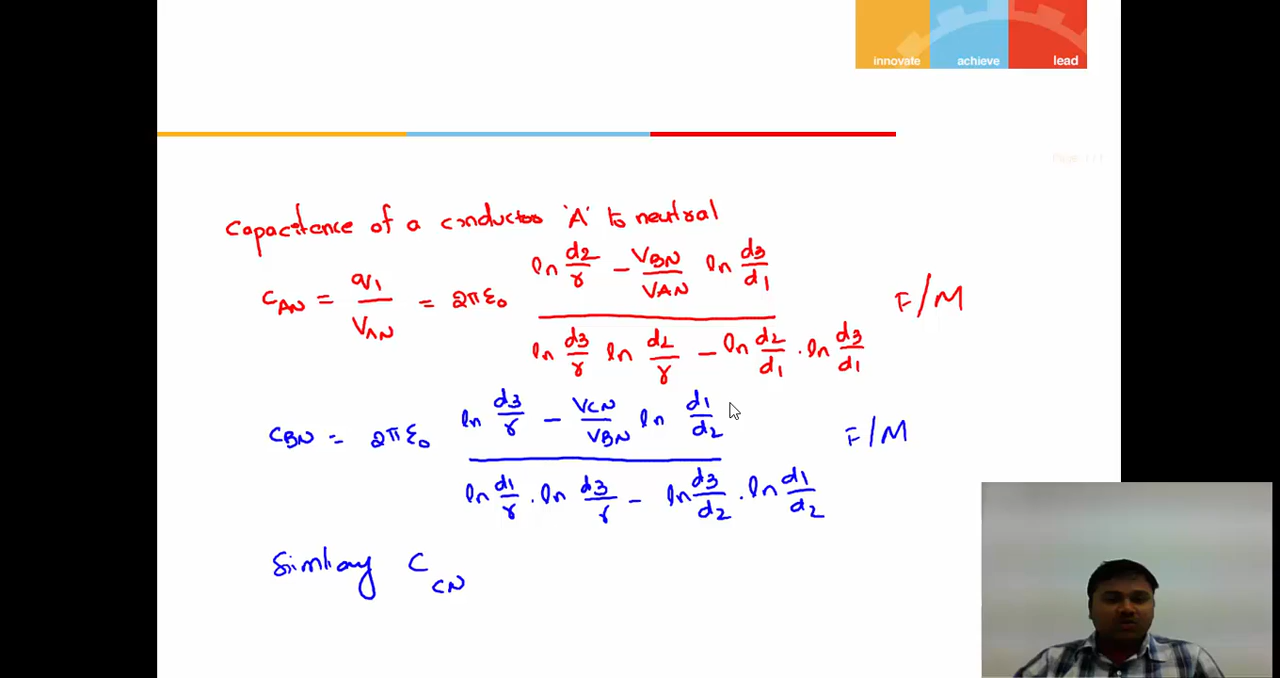 innovate achieve lead
Capacitance of a conductor 'A' to neutral
C_AN = q1/V_AN = 2πε₀ (ln d2/r − V_BN/V_AN ln d3/d1) / (ln d3/r ln d2/r − ln d2/d1 · ln d3/d1) F/M
C_BN = 2πε₀ (ln d3/r − V_CN/V_BN ln d1/d2) / (ln d1/r · ln d3/r − ln d3/d2 · ln d1/d2) F/M
C_CN